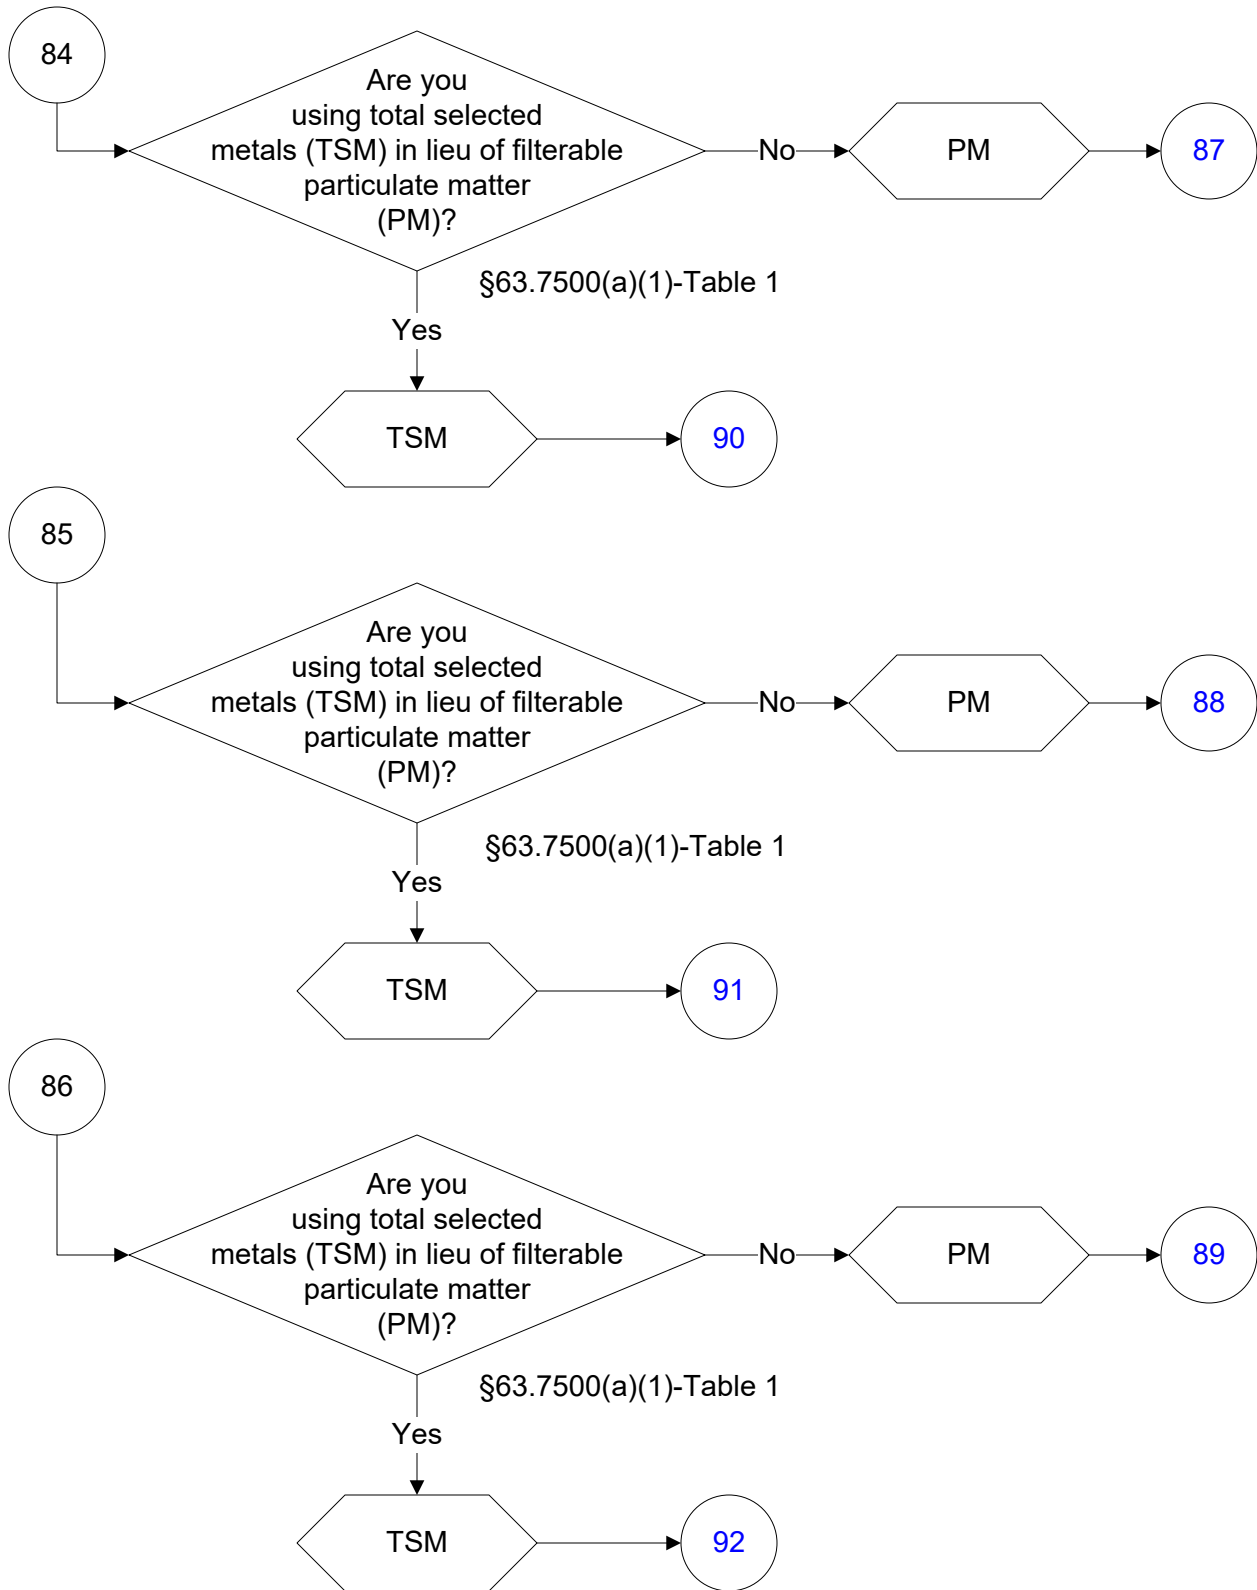 84
Are you
using total selected
metals (TSM) in lieu of filterable
particulate matter
(PM)?
No
PM
87
§63.7500(a)(1)-Table 1
Yes
TSM
90
85
Are you
using total selected
metals (TSM) in lieu of filterable
particulate matter
(PM)?
No
PM
88
§63.7500(a)(1)-Table 1
Yes
TSM
91
86
Are you
using total selected
metals (TSM) in lieu of filterable
particulate matter
(PM)?
No
PM
89
§63.7500(a)(1)-Table 1
Yes
TSM
92